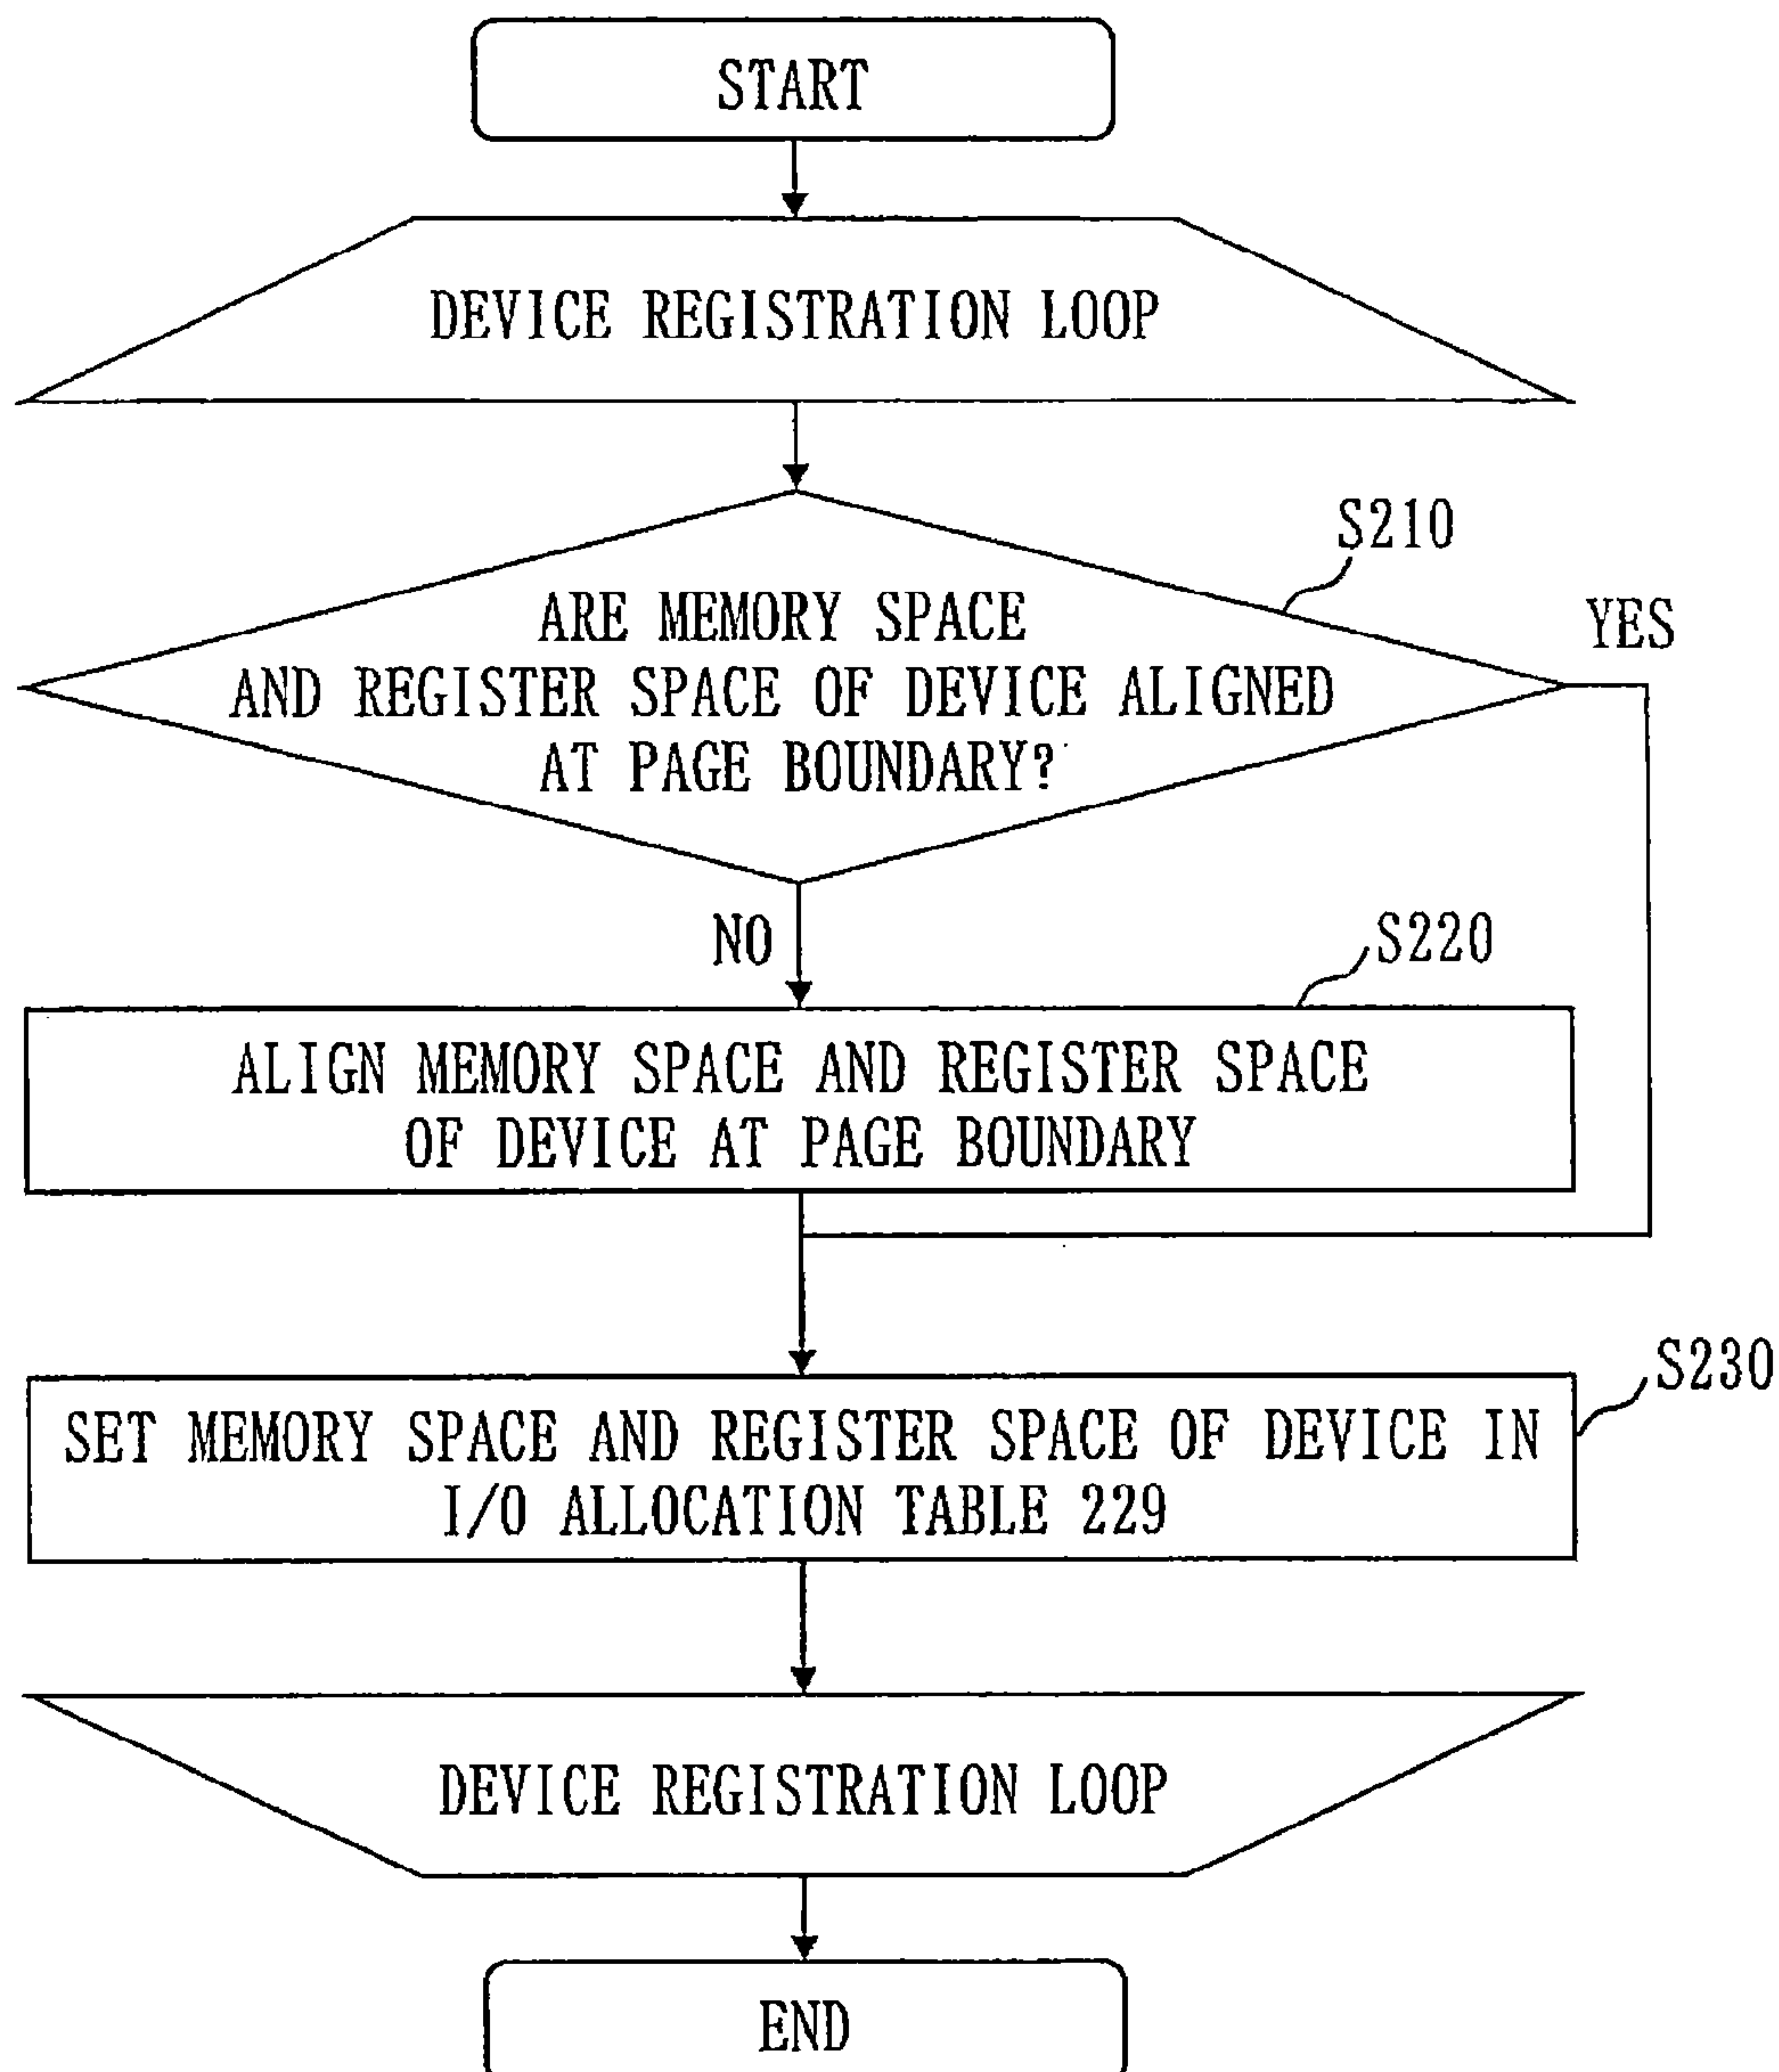 START
DEVICE REGISTRATION LOOP
S210
ARE MEMORY SPACE
YES
AND REGISTER SPACE OF DEVICE ALIGNED
AT PAGE BOUNDARY?
NO
S220
ALIGN MEMORY SPACE AND REGISTER SPACE
OF DEVICE AT PAGE BOUNDARY
S230
SET MEMORY SPACE AND REGISTER SPACE OF DEVICE IN
I/O ALLOCATION TABLE 229
DEVICE REGISTRATION LOOP
END